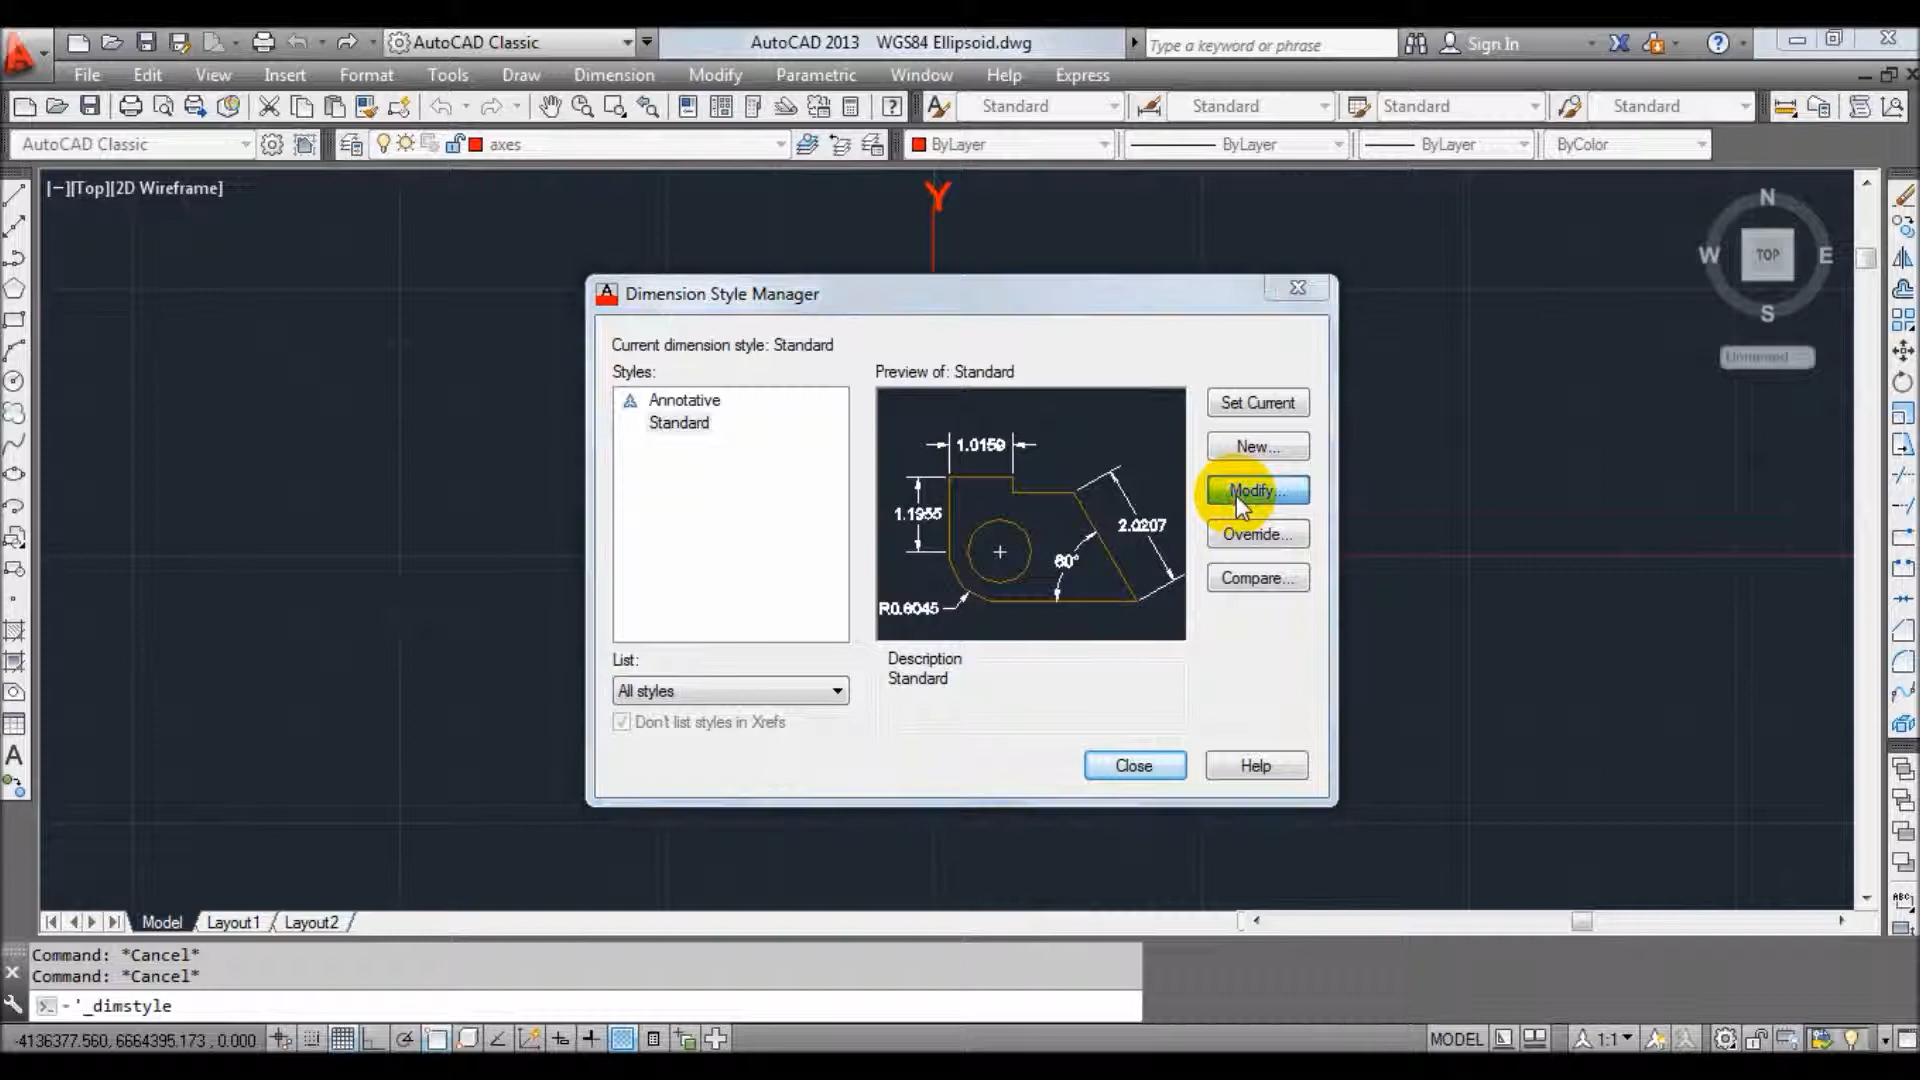 AutoCAD Classic
AutoCAD 2013 WGS84 Ellipsoid.dwg
Type a keyword or phrase
Sign In
File Edit View Insert Format Tools Draw Dimension Modify Parametric Window Help Express
Standard Standard Standard Standard
AutoCAD Classic axes ByLayer ByLayer ByLayer ByColor
[−][Top][2D Wireframe]
Y
N
W TOP E
S
Unnamed
Dimension Style Manager
Current dimension style: Standard
Styles:
Annotative
Standard
Preview of: Standard
1.0159
1.1955
2.0207
60°
R0.8045
Set Current
New...
Modify...
Override...
Compare...
List:
All styles
Don't list styles in Xrefs
Description
Standard
Close
Help
Model Layout1 Layout2
Command: *Cancel*
Command: *Cancel*
'_dimstyle
-4136377.560, 6664395.173 , 0.000
MODEL
1:1
ABC
A